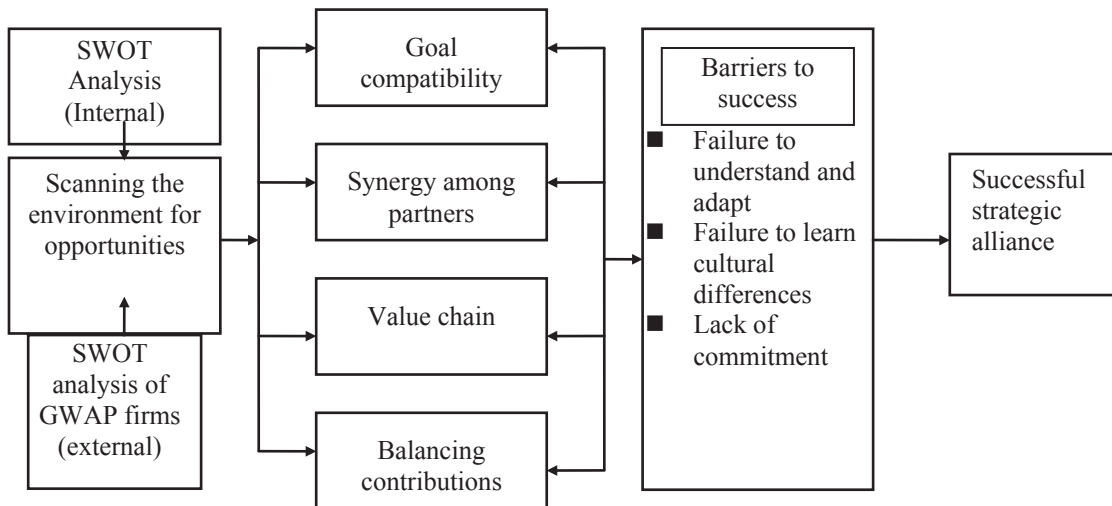 SWOT
Analysis
(Internal)
Scanning the
environment for
opportunities
SWOT
analysis of
GWAP firms
(external)
Goal
compatibility
Synergy among
partners
Value chain
Balancing
contributions
Barriers to
success
Failure to
understand and
adapt
Failure to learn
cultural
differences
Lack of
commitment
Successful
strategic
alliance